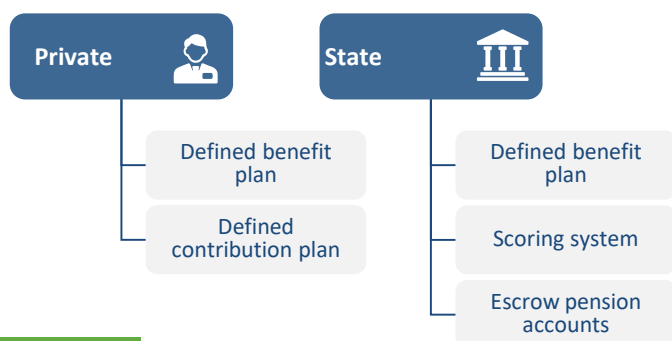 Private
Defined benefit
plan
Defined
contribution plan
State
Defined benefit
plan
Scoring system
Escrow pension
accounts